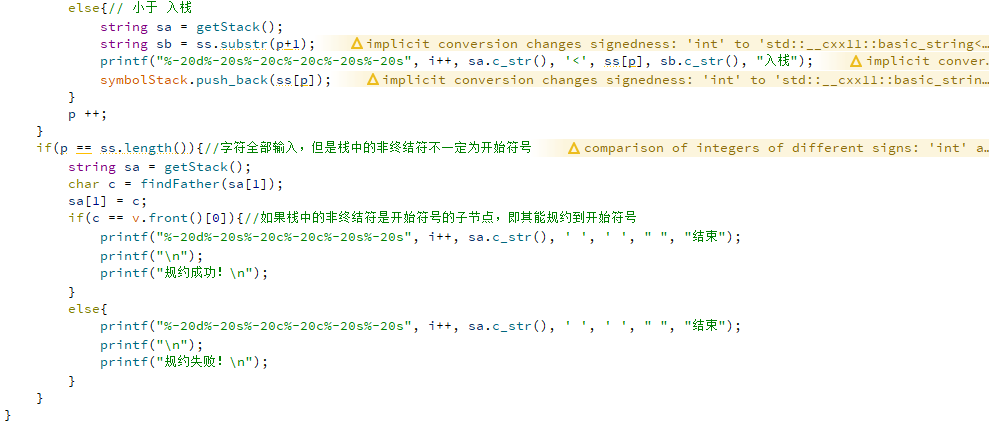 else{// 小于 入栈
string sa = getStack();
string sb = ss.substr(p+1); implicit conversion changes signedness: 'int' to 'std::__cxx11::basic_string<…
printf("%-20d%-20s%-20c%-20c%-20s%-20s", i++, sa.c_str(), '<', ss[p], sb.c_str(), "入栈"); implicit conver…
symbolStack.push_back(ss[p]); implicit conversion changes signedness: 'int' to 'std::__cxx11::basic_strin…
}
p ++;
}
if(p == ss.length()){//字符全部输入，但是栈中的非终结符不一定为开始符号 comparison of integers of different signs: 'int' a…
string sa = getStack();
char c = findFather(sa[1]);
sa[1] = c;
if(c == v.front()[0]){//如果栈中的非终结符是开始符号的子节点，即其能规约到开始符号
printf("%-20d%-20s%-20c%-20c%-20s%-20s", i++, sa.c_str(), ' ', ' ', " ", "结束");
printf("\n");
printf("规约成功！\n");
}
else{
printf("%-20d%-20s%-20c%-20c%-20s%-20s", i++, sa.c_str(), ' ', ' ', " ", "结束");
printf("\n");
printf("规约失败！\n");
}
}
}